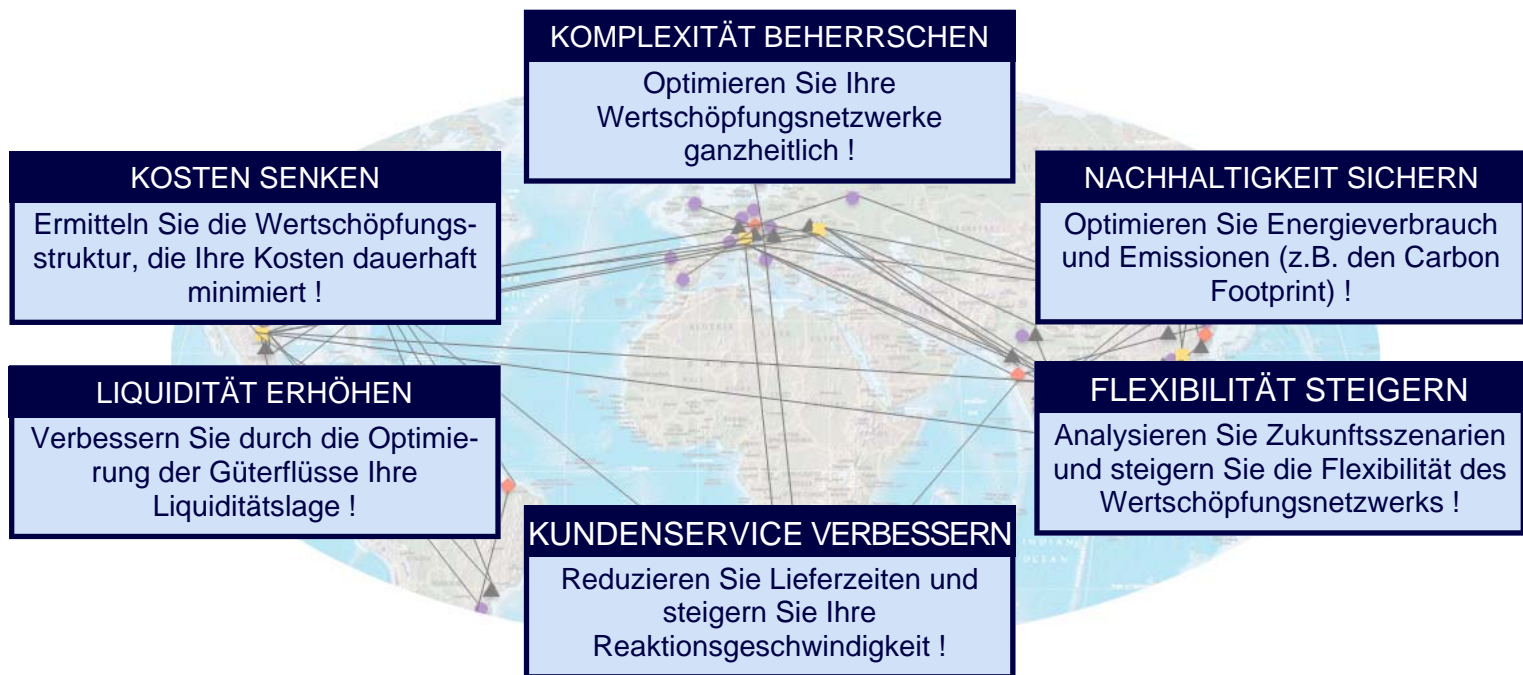 KOMPLEXITÄT BEHERRSCHEN
Optimieren Sie Ihre
Wertschöpfungsnetzwerke
ganzheitlich !
KOSTEN SENKEN
Ermitteln Sie die Wertschöpfungs-
struktur, die Ihre Kosten dauerhaft
minimiert !
NACHHALTIGKEIT SICHERN
Optimieren Sie Energieverbrauch
und Emissionen (z.B. den Carbon
Footprint) !
LIQUIDITÄT ERHÖHEN
Verbessern Sie durch die Optimie-
rung der Güterflüsse Ihre
Liquiditätslage !
FLEXIBILITÄT STEIGERN
Analysieren Sie Zukunftsszenarien
und steigern Sie die Flexibilität des
Wertschöpfungsnetzwerks !
KUNDENSERVICE VERBESSERN
Reduzieren Sie Lieferzeiten und
steigern Sie Ihre
Reaktionsgeschwindigkeit !
INDIAN
OCEAN